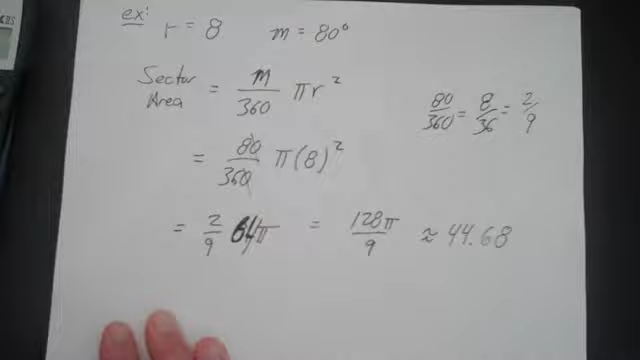 ex: r = 8 m = 80°
Sector Area = m/360 πr²
80/360 = 8/36 = 2/9
= 80/360 π(8)²
= 2/9 64π = 128π/9 ≈ 44.68